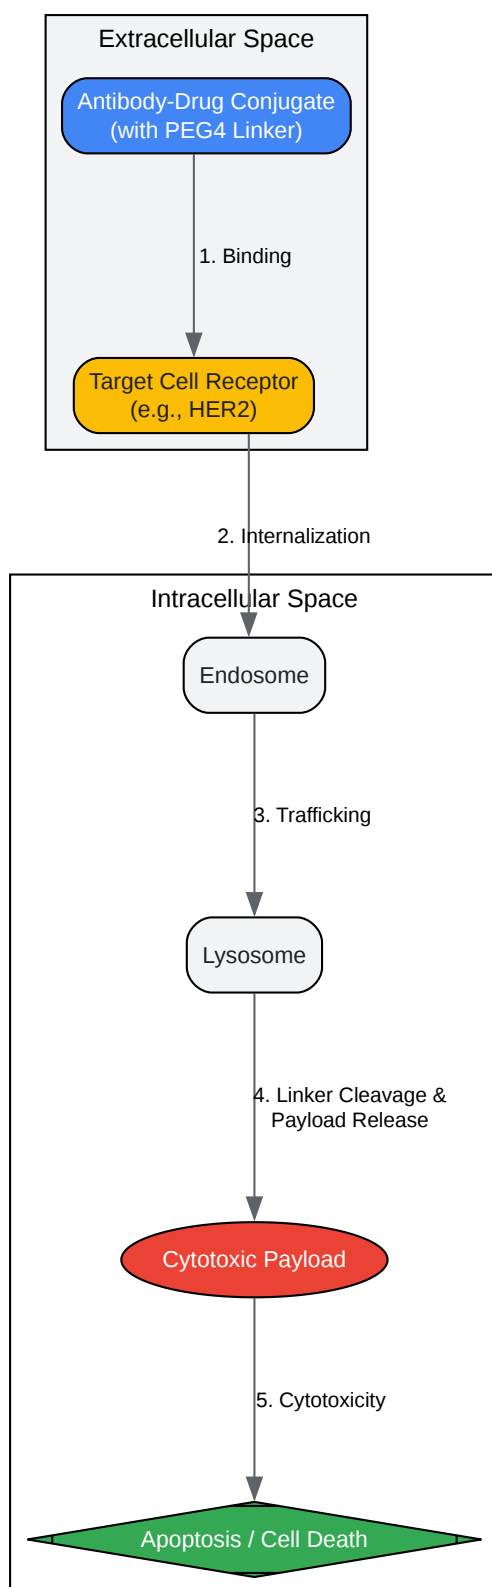 Extracellular Space
Antibody-Drug Conjugate
(with PEG4 Linker)
1. Binding
Target Cell Receptor
(e.g., HER2)
2. Internalization
Intracellular Space
Endosome
3. Trafficking
Lysosome
4. Linker Cleavage &
Payload Release
Cytotoxic Payload
5. Cytotoxicity
Apoptosis / Cell Death